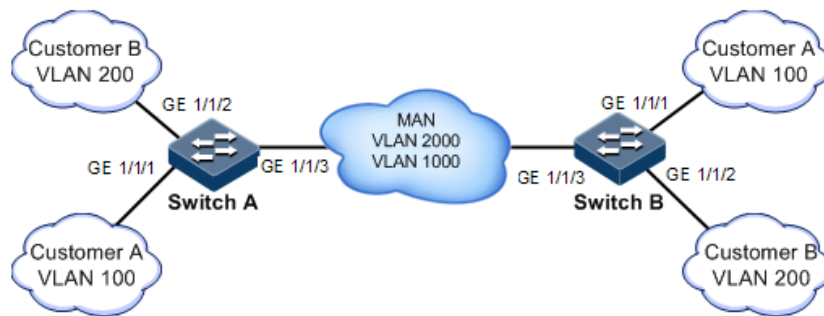 Customer B
VLAN 200
GE 1/1/2
GE 1/1/1
GE 1/1/3
Switch A
Customer A
VLAN 100
MAN
VLAN 2000
VLAN 1000
Customer A
VLAN 100
GE 1/1/1
GE 1/1/3
GE 1/1/2
Switch B
Customer B
VLAN 200